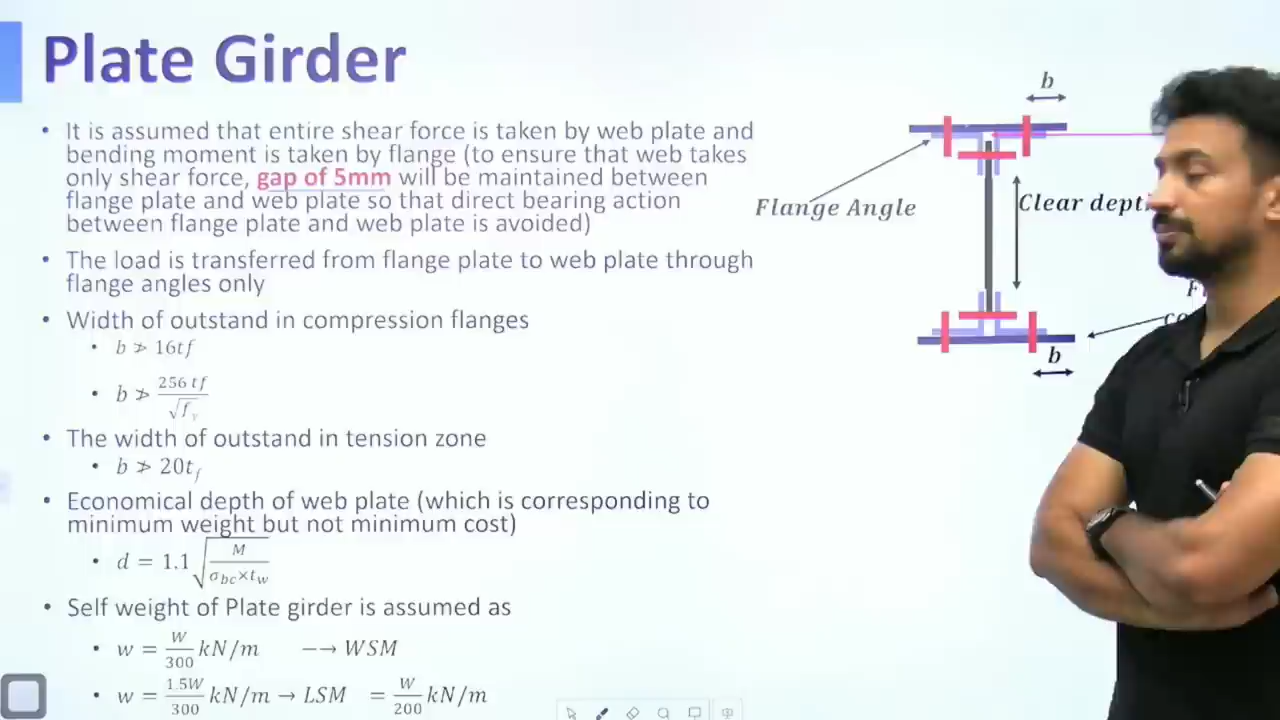 Plate Girder
• It is assumed that entire shear force is taken by web plate and
bending moment is taken by flange (to ensure that web takes
only shear force, gap of 5mm will be maintained between
flange plate and web plate so that direct bearing action
between flange plate and web plate is avoided)
• The load is transferred from flange plate to web plate through
flange angles only
• Width of outstand in compression flanges
• b ≯ 16tf
• b ≯ 256 tf / √f_y
• The width of outstand in tension zone
• b ≯ 20t_f
• Economical depth of web plate (which is corresponding to
minimum weight but not minimum cost)
• d = 1.1 √(M / σ_bc×t_w)
• Self weight of Plate girder is assumed as
• w = W/300 kN/m −→ WSM
• w = 1.5W/300 kN/m → LSM = W/200 kN/m
b
Flange Angle
Clear
b